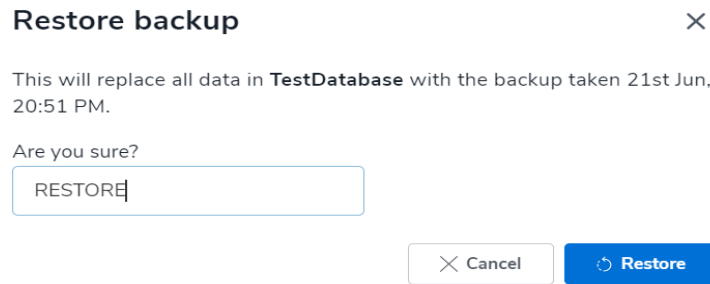 Restore backup
This will replace all data in TestDatabase with the backup taken 21st Jun,
20:51 PM.
Are you sure?
RESTORE
Cancel Restore